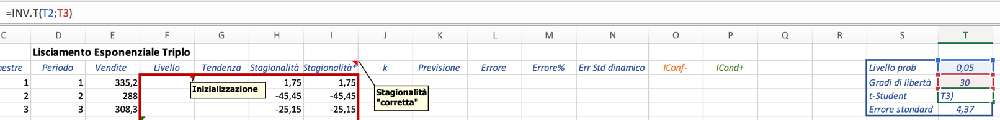 =INV.T(T2;T3)
C D E F G H I J K L M N O P Q R S T
Lisciamento Esponenziale Triplo
nestre Periodo Vendite Livello Tendenza Stagionalità Stagionalità* k Previsione Errore Errore% Err Std dinamico IConf- ICond+ Livello prob 0,05
1 1 335,2 Inizializzazione 1,75 1,75 Gradi di libertà 30
2 2 288 -45,45 -45,45 Stagionalità "corretta" t-Student T3)
3 3 308,3 -25,15 -25,15 Errore standard 4,37